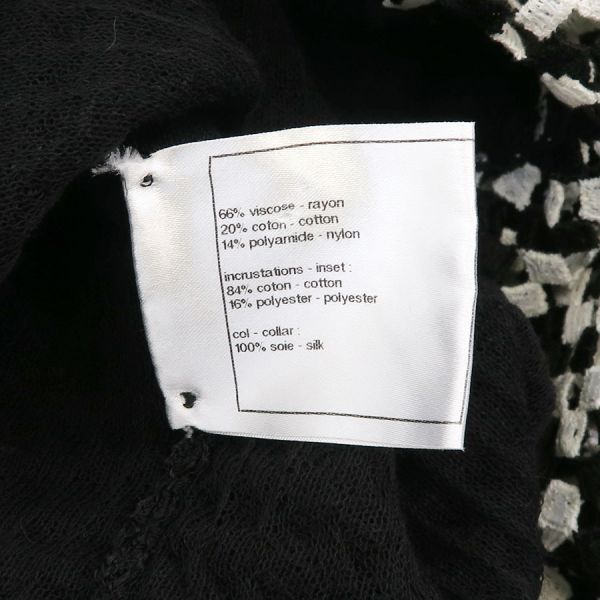 66% viscose - rayon
20% coton - cotton
14% polyamide - nylon
incrustations - inset :
84% coton - cotton
16% polyester - polyester
col - collar :
100% soie - silk